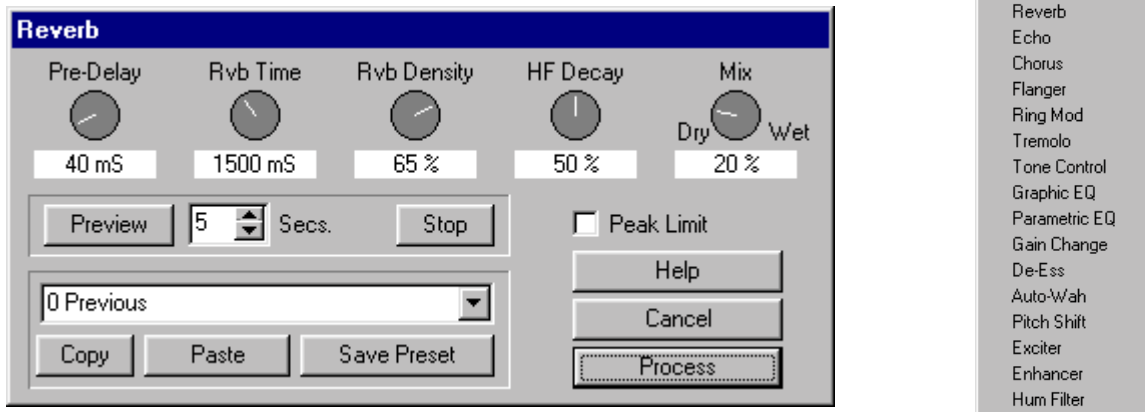 Reverb
Pre-Delay Rvb Time Rvb Density HF Decay Mix
Dry Wet
40 mS 1500 mS 65 % 50 % 20 %
Preview 5 Secs. Stop
Peak Limit
Help
0 Previous
Cancel
Copy Paste Save Preset
Process
Reverb
Echo
Chorus
Flanger
Ring Mod
Tremolo
Tone Control
Graphic EQ
Parametric EQ
Gain Change
De-Ess
Auto-Wah
Pitch Shift
Exciter
Enhancer
Hum Filter